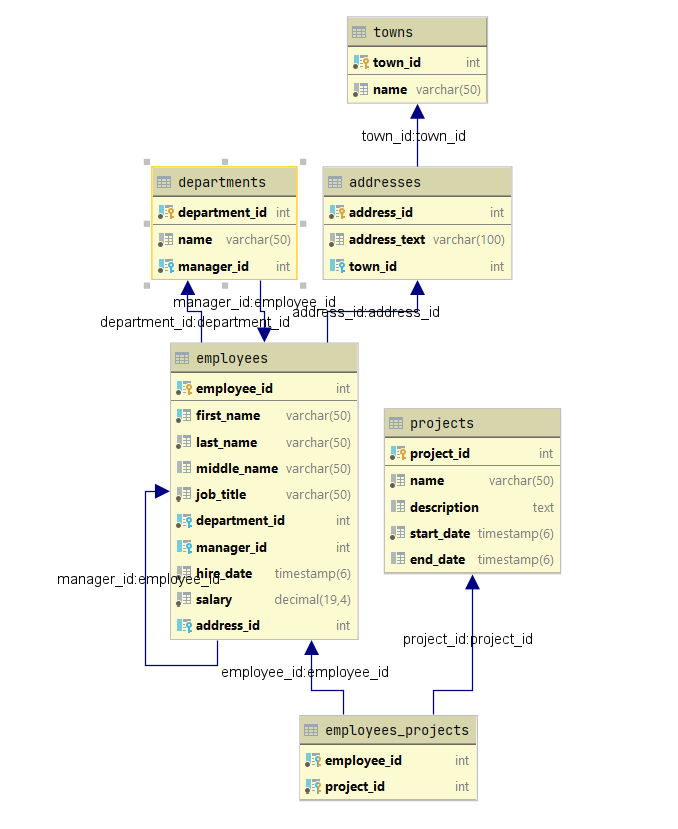 towns
town_id int
name varchar(50)
town_id:town_id
departments
department_id int
name varchar(50)
manager_id int
addresses
address_id int
address_text varchar(100)
town_id int
manager_id:employee_id
department_id:department_id
address_id:address_id
employees
employee_id int
first_name varchar(50)
last_name varchar(50)
middle_name varchar(50)
job_title varchar(50)
department_id int
manager_id int
hire_date timestamp(6)
salary decimal(19,4)
address_id int
manager_id:employee_id
projects
project_id int
name varchar(50)
description text
start_date timestamp(6)
end_date timestamp(6)
project_id:project_id
employee_id:employee_id
employees_projects
employee_id int
project_id int